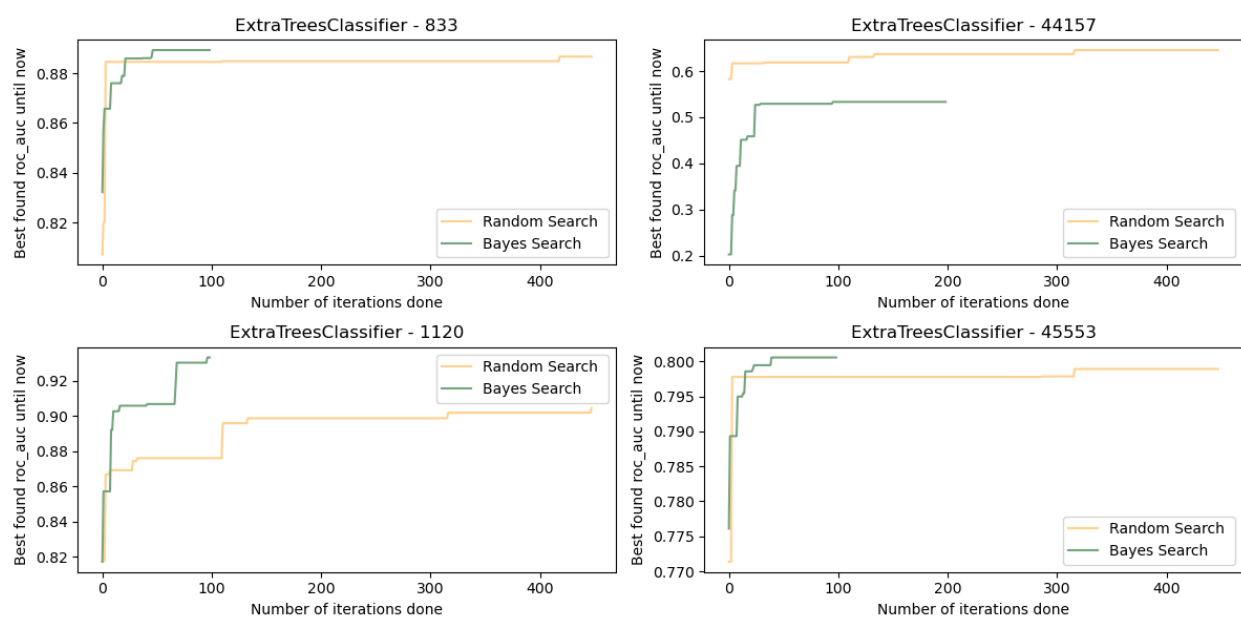 ExtraTreesClassifier - 833
Best found roc_auc until now
0.88
0.86
0.84
0.82
0
100
200
300
400
Number of iterations done
Random Search
Bayes Search
ExtraTreesClassifier - 44157
Best found roc_auc until now
0.6
0.5
0.4
0.3
0.2
0
100
200
300
400
Number of iterations done
Random Search
Bayes Search
ExtraTreesClassifier - 1120
Best found roc_auc until now
0.92
0.90
0.88
0.86
0.84
0.82
0
100
200
300
400
Number of iterations done
Random Search
Bayes Search
ExtraTreesClassifier - 45553
Best found roc_auc until now
0.800
0.795
0.790
0.785
0.780
0.775
0.770
0
100
200
300
400
Number of iterations done
Random Search
Bayes Search